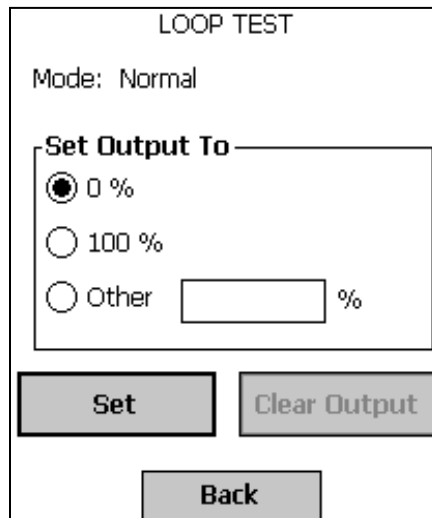 LOOP TEST
Mode: Normal
Set Output To
0 %
100 %
Other %
Set Clear Output
Back